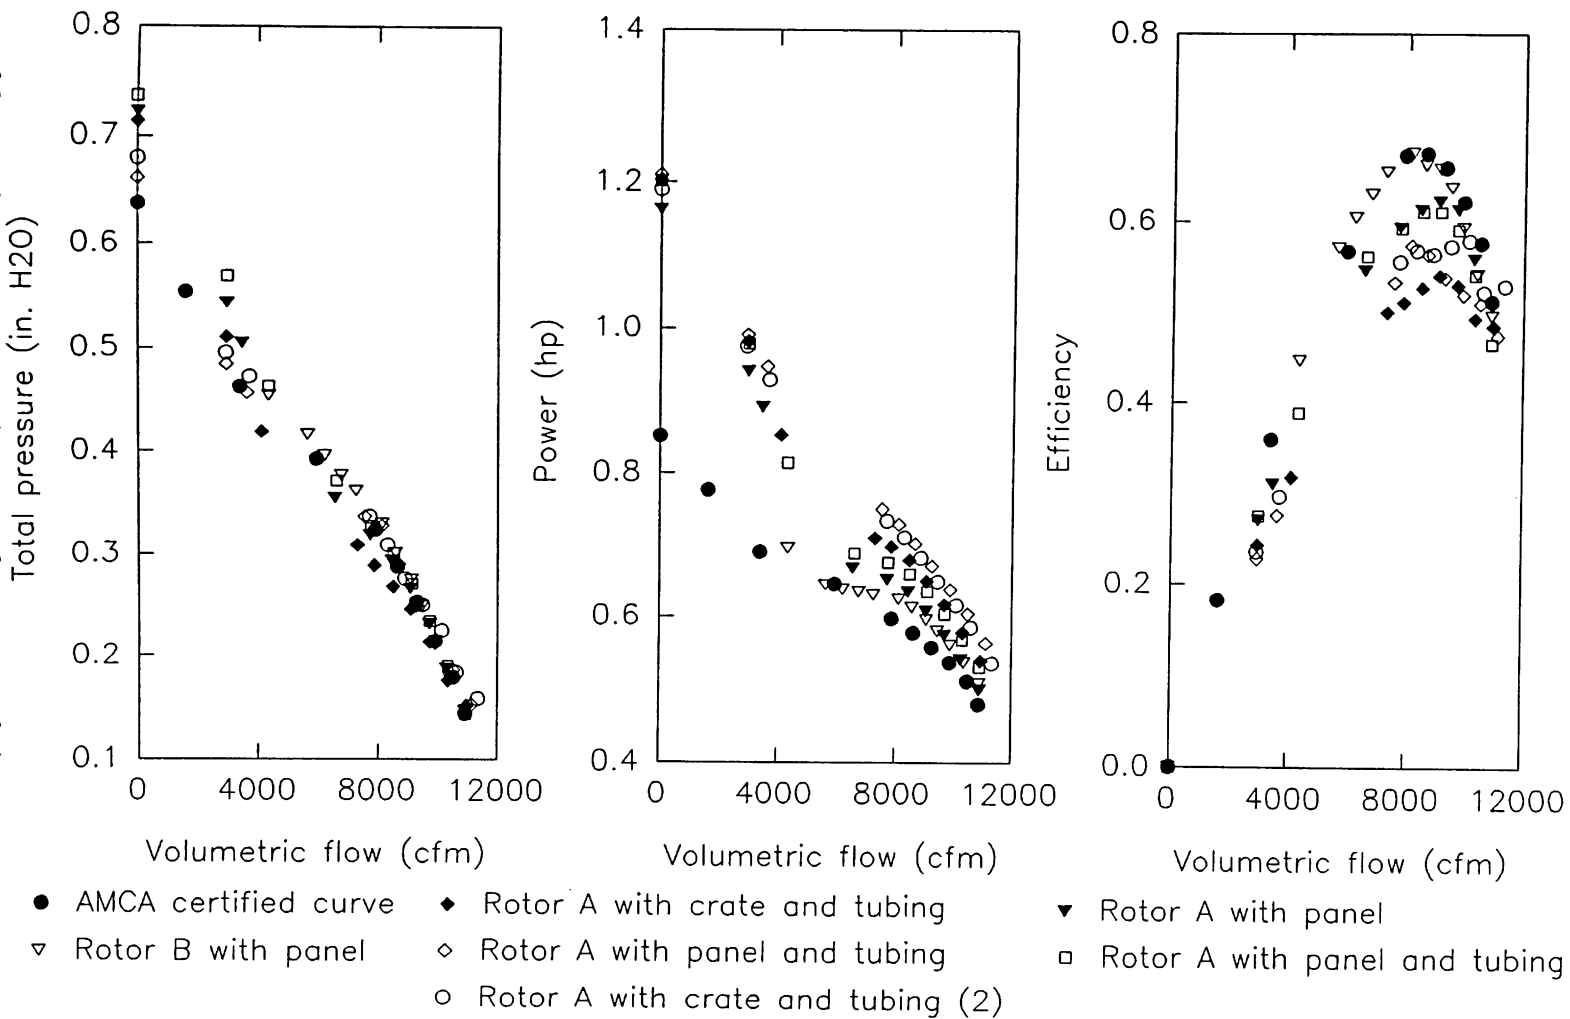 0.8
0.7
0.6
0.5
0.4
0.3
0.2
0.1
Total pressure (in. H2O)
0 4000 8000 12000
Volumetric flow (cfm)
1.4
1.2
1.0
0.8
0.6
0.4
Power (hp)
0 4000 8000 12000
Volumetric flow (cfm)
0.8
0.6
0.4
0.2
0.0
Efficiency
0 4000 8000 12000
Volumetric flow (cfm)
AMCA certified curve
Rotor A with crate and tubing
Rotor A with panel
Rotor B with panel
Rotor A with panel and tubing
Rotor A with panel and tubing
Rotor A with crate and tubing (2)